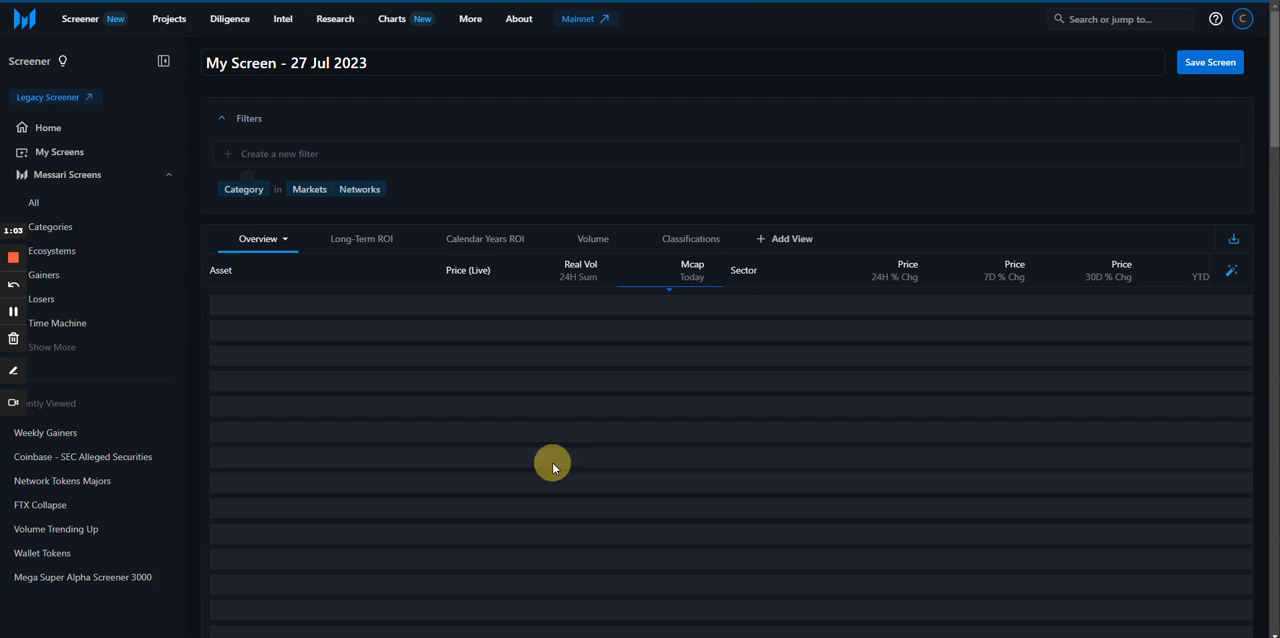 Screener New Projects Diligence Intel Research Charts New More About Mainnet Search or jump to... C
Screener
My Screen - 27 Jul 2023
Save Screen
Legacy Screener
Filters
Home
My Screens
Create a new filter
Messari Screens
Category in Markets Networks
All
Categories
1:03
Ecosystems
Overview Long-Term ROI Calendar Years ROI Volume Classifications + Add View
Gainers
Asset Price (Live) Real Vol Mcap Sector Price Price Price
24H Sum Today 24H % Chg 7D % Chg 30D % Chg YTD
Losers
Time Machine
Show More
ently Viewed
Weekly Gainers
Coinbase - SEC Alleged Securities
Network Tokens Majors
FTX Collapse
Volume Trending Up
Wallet Tokens
Mega Super Alpha Screener 3000